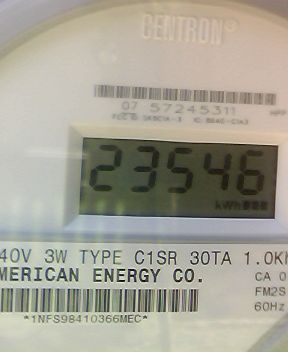 CENTRON®
07 57245311
23546
kWh
40V 3W TYPE C1SR 30TA 1.0Kh
MERICAN ENERGY CO.
CA 0
FM2S
60Hz
*1NFS98410366MEC*